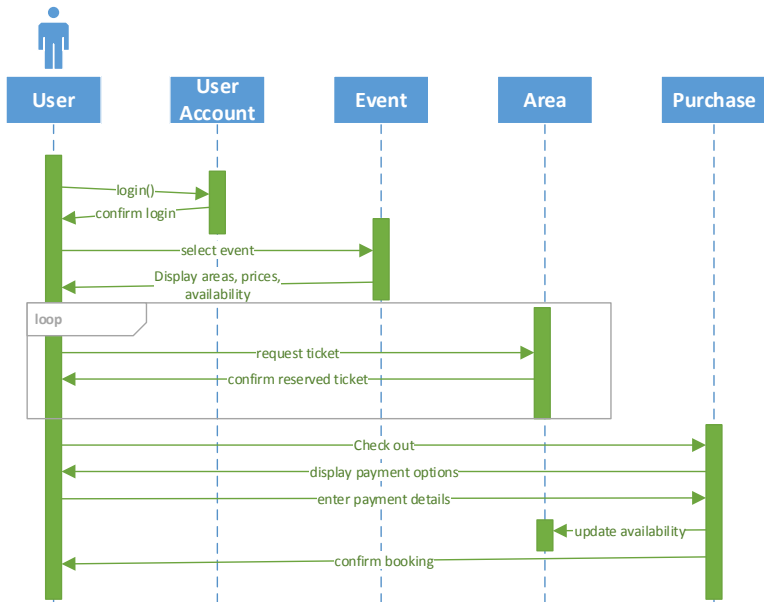 User
User
Account
Event
Area
Purchase
login()
confirm login
select event
Display areas, prices,
availability
loop
request ticket
confirm reserved ticket
Check out
display payment options
enter payment details
update availability
confirm booking